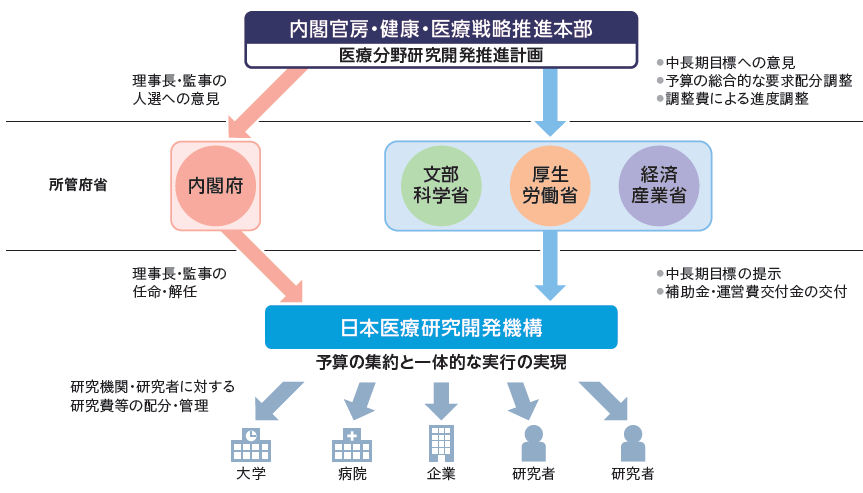 内閣官房・健康・医療戦略推進本部
医療分野研究開発推進計画
理事長・監事の
人選への意見
●中長期目標への意見
●予算の総合的な要求配分調整
●調整費による進度調整
所管府省
内閣府
文部
科学省
厚生
労働省
経済
産業省
理事長・監事の
任命・解任
●中長期目標の提示
●補助金・運営費交付金の交付
日本医療研究開発機構
予算の集約と一体的な実行の実現
研究機関・研究者に対する
研究費等の配分・管理
大学
病院
企業
研究者
研究者